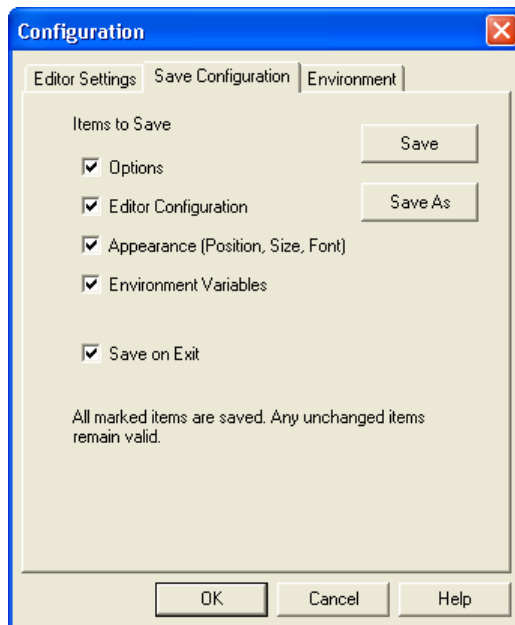 Configuration
Editor Settings
Save Configuration
Environment
Items to Save
Save
Options
Save As
Editor Configuration
Appearance (Position, Size, Font)
Environment Variables
Save on Exit
All marked items are saved. Any unchanged items
remain valid.
OK
Cancel
Help